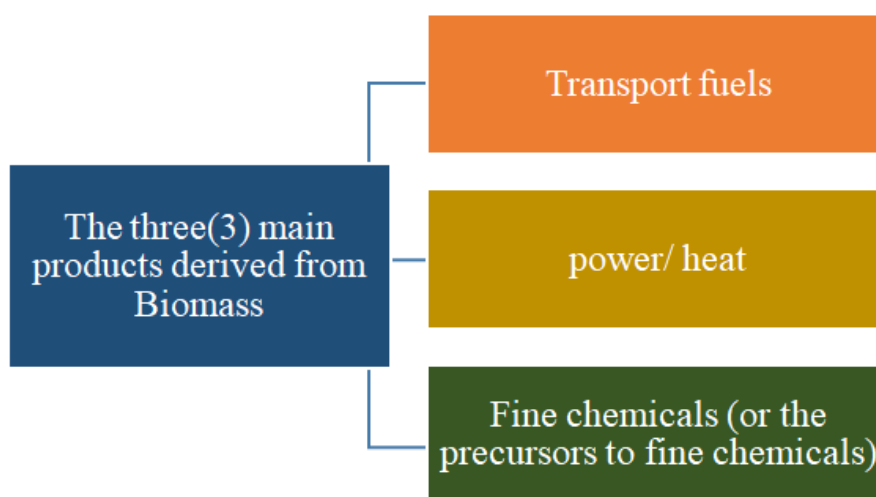 The three(3) main
products derived from
Biomass
Transport fuels
power/ heat
Fine chemicals (or the
precursors to fine chemicals)